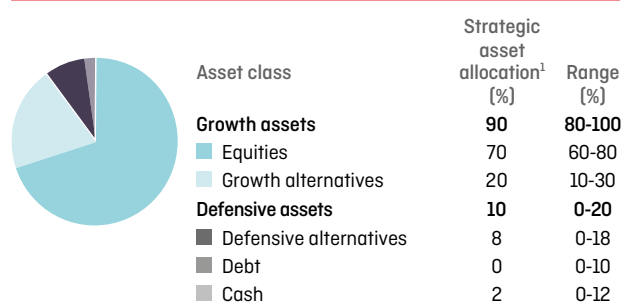 Asset class Strategic asset allocation1 (%) Range (%)
Growth assets 90 80-100
Equities 70 60-80
Growth alternatives 20 10-30
Defensive assets 10 0-20
Defensive alternatives 8 0-18
Debt 0 0-10
Cash 2 0-12